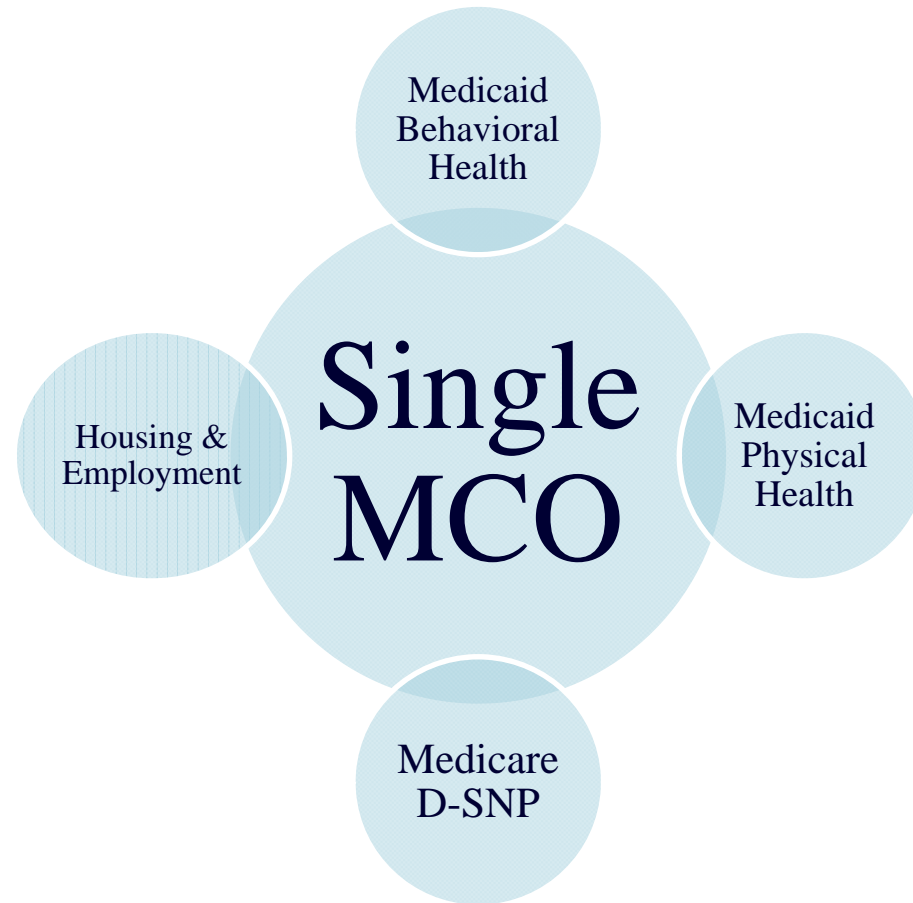 Medicaid
Behavioral
Health
Housing &
Employment
Single
MCO
Medicaid
Physical
Health
Medicare
D-SNP